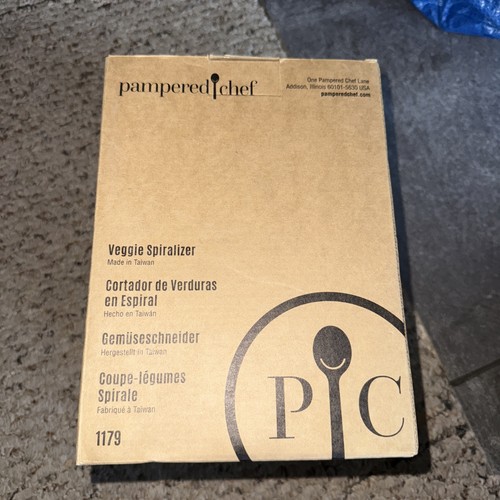 pampered chef
One Pampered Chef Lane
Addison, Illinois 60101-5630 USA
pamperedchef.com
Veggie Spiralizer
Made in Taiwan
Cortador de Verduras
en Espiral
Hecho en Taiwán
Gemüseschneider
Hergestellt in Taiwan
Coupe-légumes
Spirale
Fabriqué à Taiwan
1179
P C